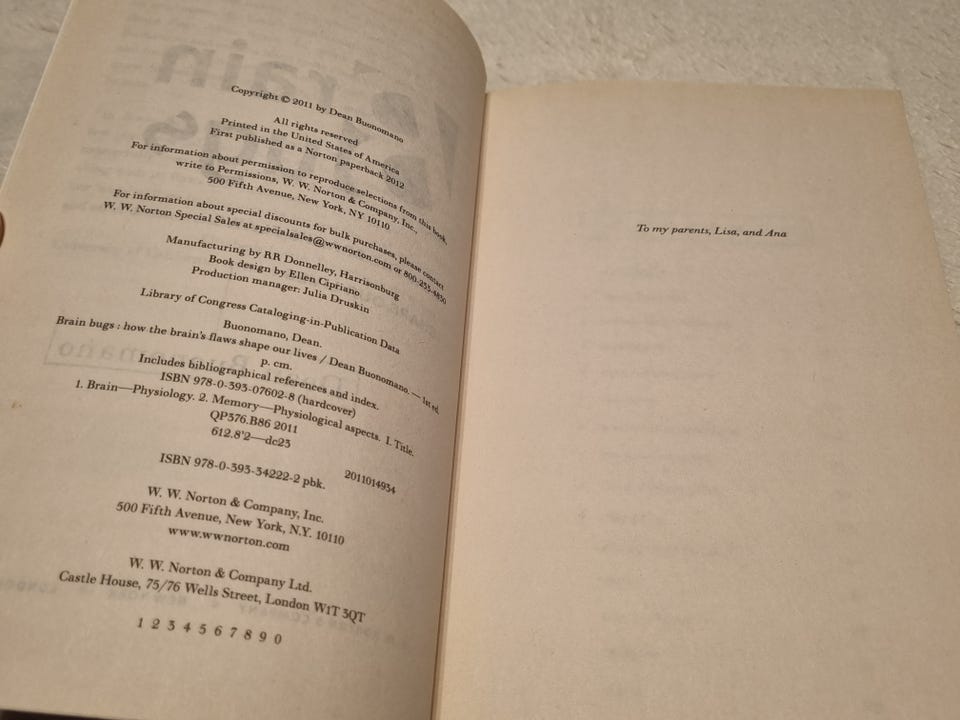 Copyright © 2011 by Dean Buonomano
All rights reserved
Printed in the United States of America
First published as a Norton paperback 2012
For information about permission to reproduce selections from this book,
write to Permissions, W. W. Norton & Company, Inc.,
500 Fifth Avenue, New York, NY 10110
For information about special discounts for bulk purchases, please contact
W. W. Norton Special Sales at specialsales@wwnorton.com or 800-233-4830
Manufacturing by RR Donnelley, Harrisonburg
Book design by Ellen Cipriano
Production manager: Julia Druskin
Library of Congress Cataloging-in-Publication Data
Buonomano, Dean.
Brain bugs : how the brain's flaws shape our lives / Dean Buonomano. — 1st ed.
p. cm.
Includes bibliographical references and index.
ISBN 978-0-393-07602-8 (hardcover)
1. Brain—Physiology. 2. Memory—Physiological aspects. I. Title.
QP376.B86 2011
612.8'2—dc23
2011014934
ISBN 978-0-393-34222-2 pbk.
W. W. Norton & Company, Inc.
500 Fifth Avenue, New York, N.Y. 10110
www.wwnorton.com
W. W. Norton & Company Ltd.
Castle House, 75/76 Wells Street, London W1T 3QT
1 2 3 4 5 6 7 8 9 0
To my parents, Lisa, and Ana